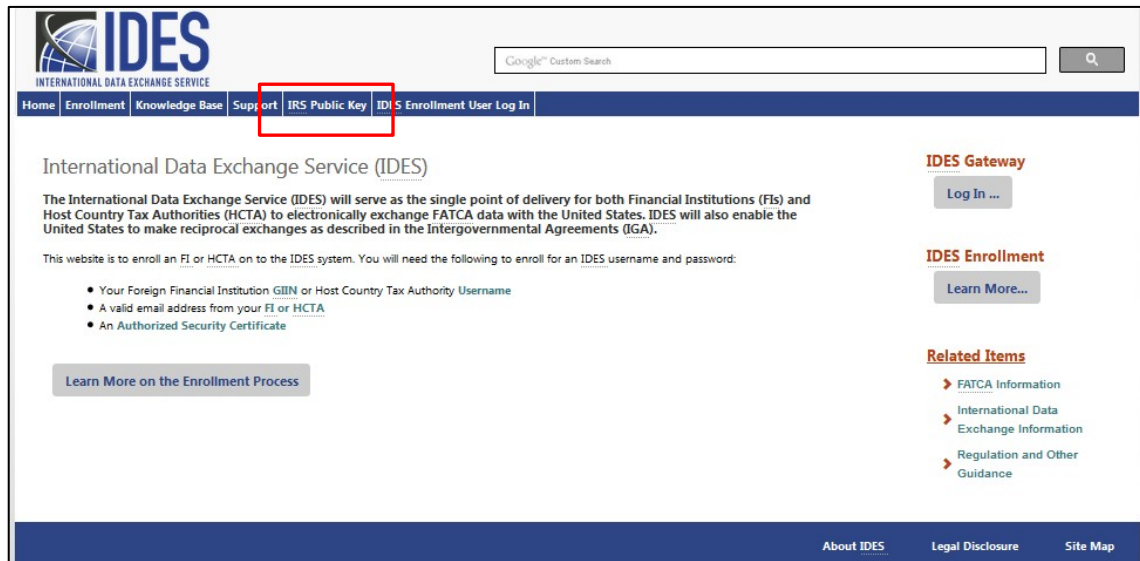 IDES
INTERNATIONAL DATA EXCHANGE SERVICE
Google™ Custom Search
Home Enrollment Knowledge Base Support IRS Public Key IDES Enrollment User Log In
International Data Exchange Service (IDES)
The International Data Exchange Service (IDES) will serve as the single point of delivery for both Financial Institutions (FIs) and
Host Country Tax Authorities (HCTA) to electronically exchange FATCA data with the United States. IDES will also enable the
United States to make reciprocal exchanges as described in the Intergovernmental Agreements (IGA).
This website is to enroll an FI or HCTA on to the IDES system. You will need the following to enroll for an IDES username and password:
• Your Foreign Financial Institution GIIN or Host Country Tax Authority Username
• A valid email address from your FI or HCTA
• An Authorized Security Certificate
Learn More on the Enrollment Process
IDES Gateway
Log In ...
IDES Enrollment
Learn More...
Related Items
FATCA Information
International Data
Exchange Information
Regulation and Other
Guidance
About IDES Legal Disclosure Site Map